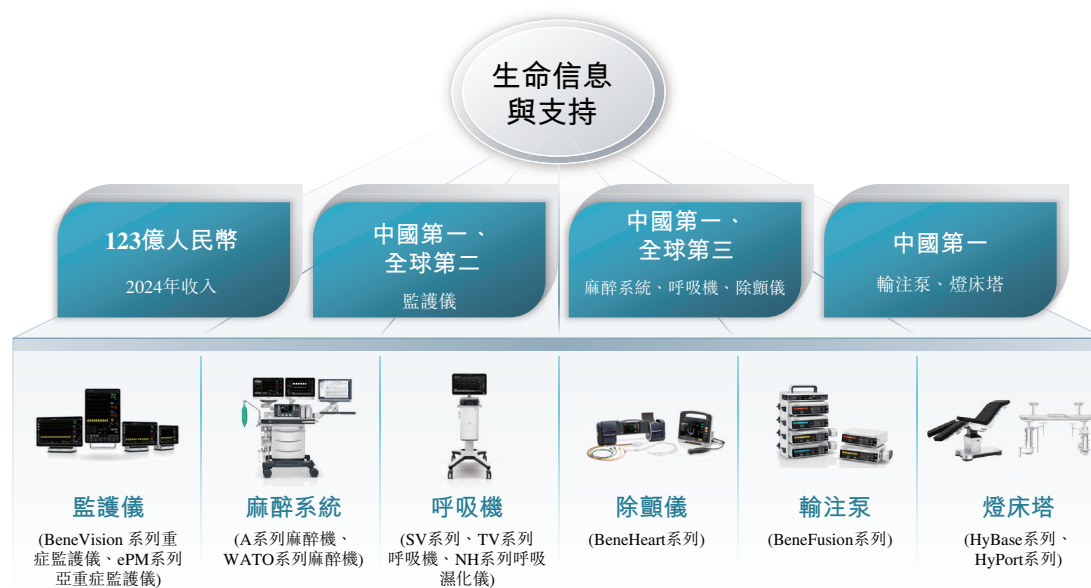 生命信息
與支持
123億人民幣
2024年收入
中國第一、
全球第二
監護儀
中國第一、
全球第三
麻醉系統、呼吸機、除顫儀
中國第一
輸注泵、燈床塔
監護儀
(BeneVision 系列重
症監護儀、ePM系列
亞重症監護儀)
麻醉系統
(A系列麻醉機、
WATO系列麻醉機)
呼吸機
(SV系列、TV系列
呼吸機、NH系列呼吸
濕化儀)
除顫儀
(BeneHeart系列)
輸注泵
(BeneFusion系列)
燈床塔
(HyBase系列、
HyPort系列)